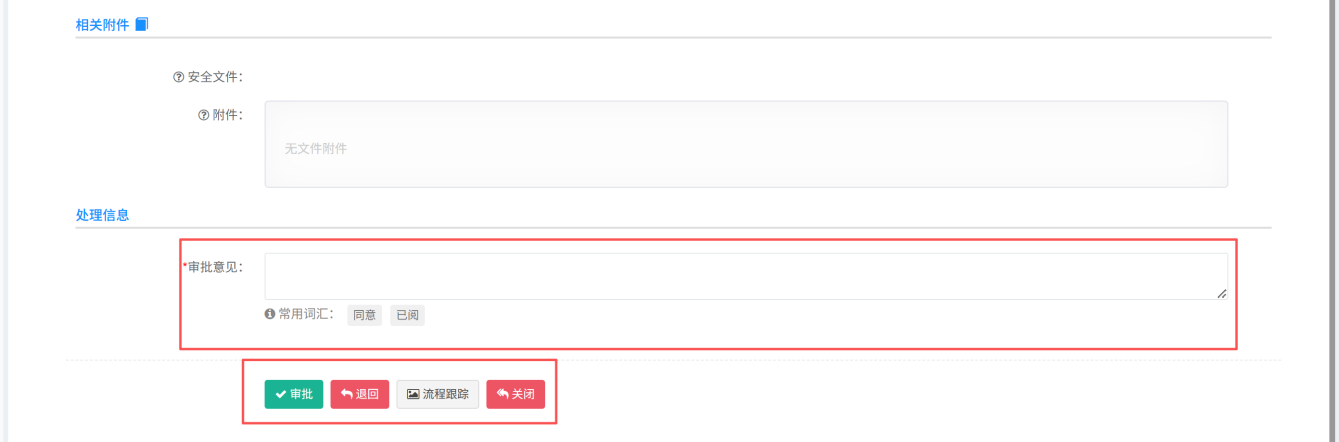 相关附件
安全文件：
附件：
无文件附件
处理信息
*审批意见：
常用词汇： 同意 已阅
审批 退回 流程跟踪 关闭